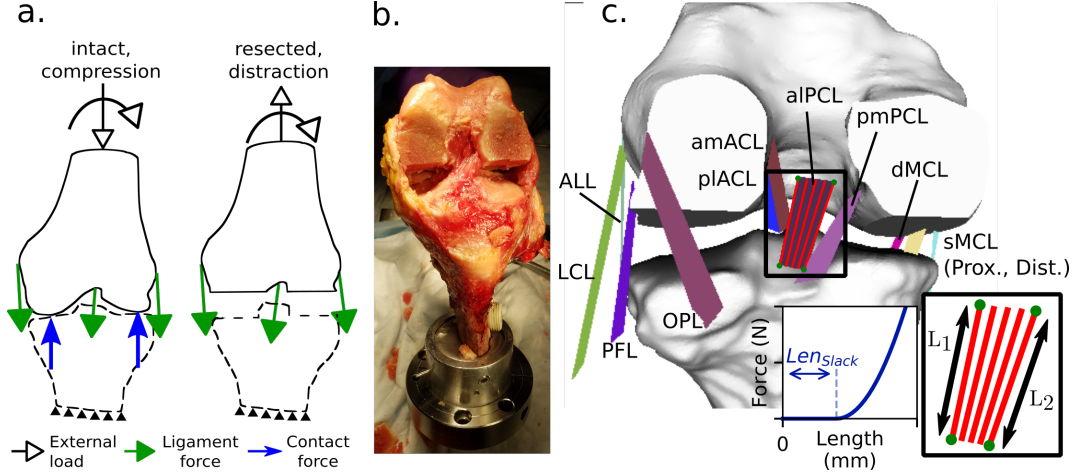 a.
intact,
compression
resected,
distraction
External
load
Ligament
force
Contact
force
b.
c.
alPCL
pmPCL
amACL
plACL
dMCL
ALL
sMCL
(Prox., Dist.)
LCL
OPL
PFL
Force (N)
Len_Slack
0
Length
(mm)
L₁
L₂